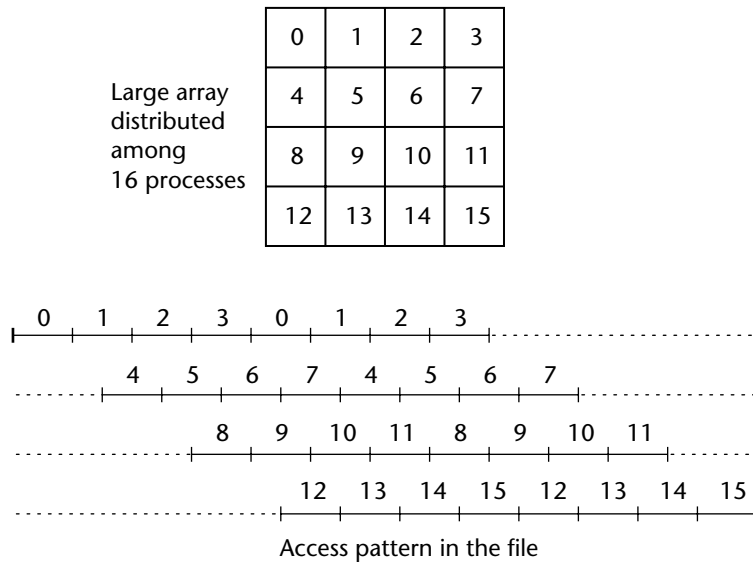 0 1 2 3
Large array
distributed
among
16 processes
4 5 6 7
8 9 10 11
12 13 14 15
0 1 2 3 0 1 2 3
4 5 6 7 4 5 6 7
8 9 10 11 8 9 10 11
12 13 14 15 12 13 14 15
Access pattern in the file